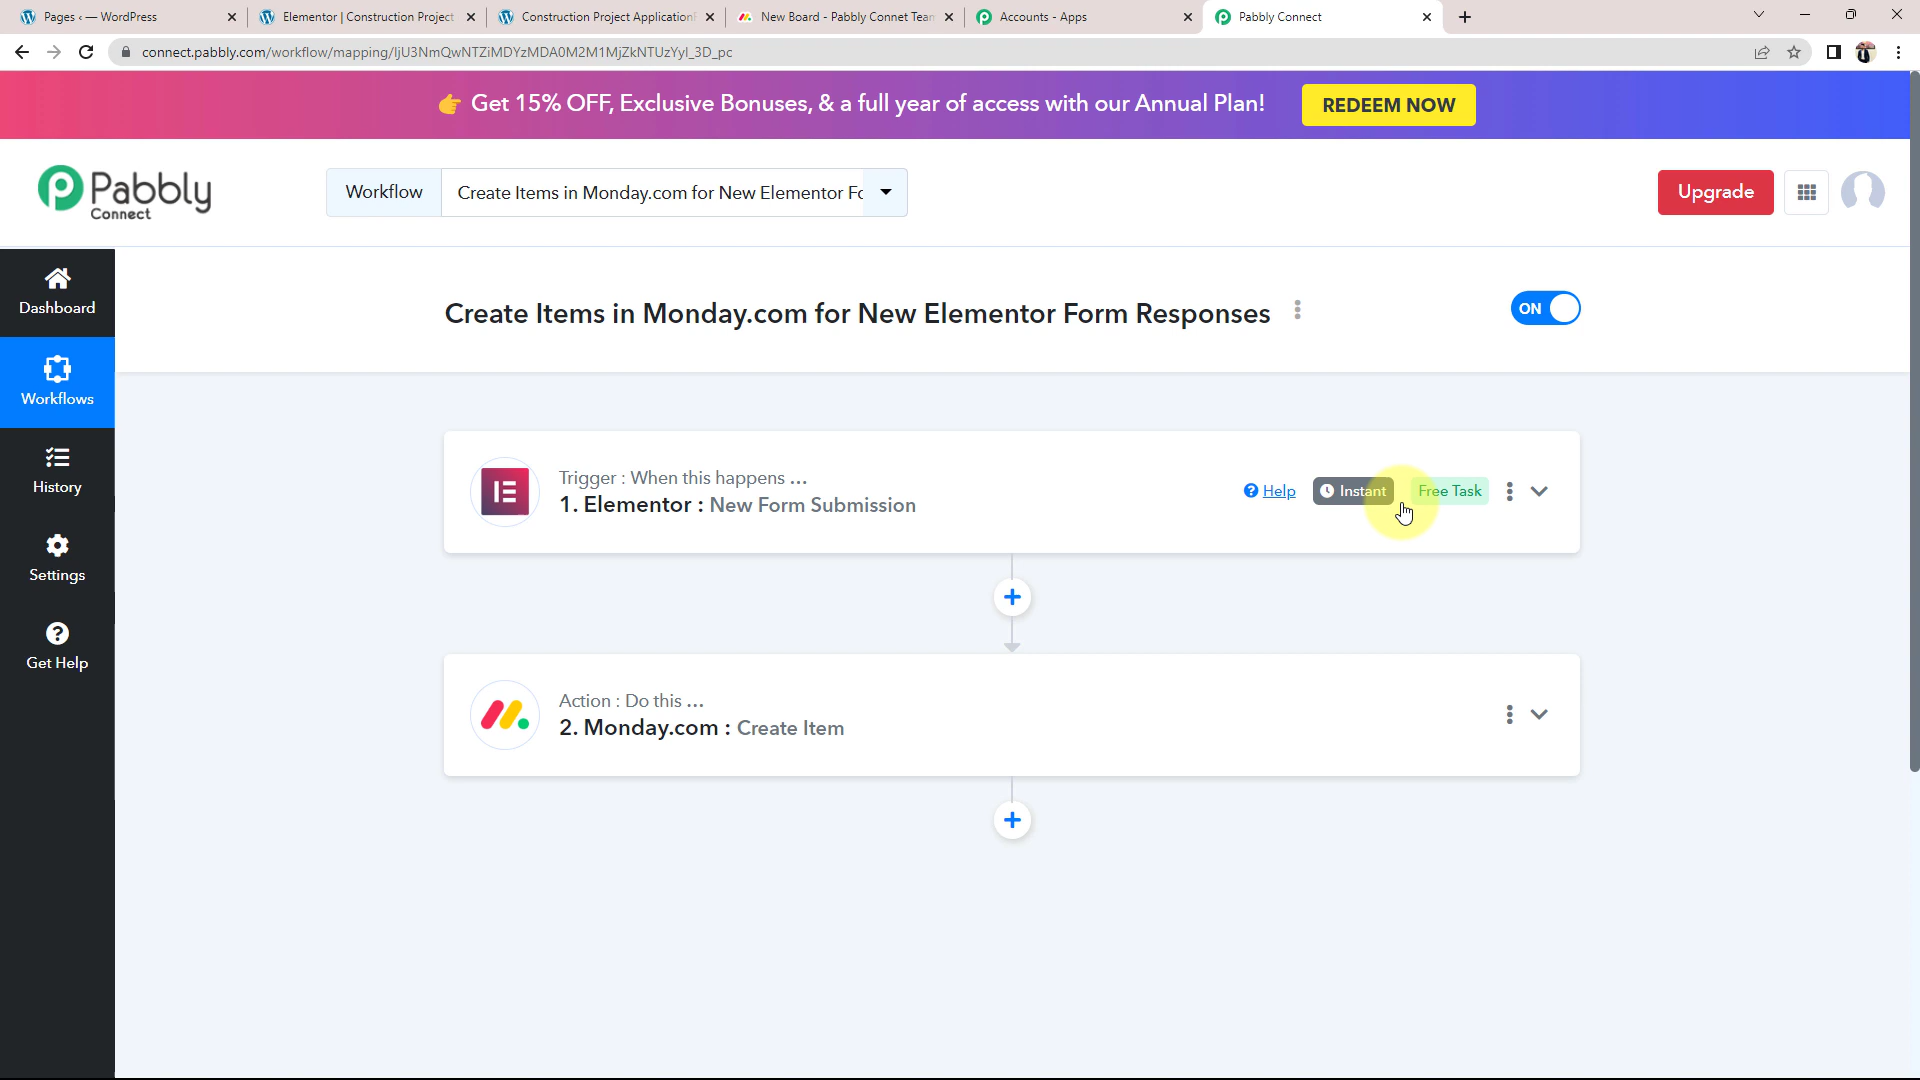 Pages ‹ — WordPress
Elementor | Construction Project
Construction Project Application
New Board - Pabbly Connet Team
Accounts - Apps
Pabbly Connect
connect.pabbly.com/workflow/mapping/IjU3NmQwNTZiMDYzMDA0M2M1MjZkNTUzYyI_3D_pc
👉 Get 15% OFF, Exclusive Bonuses, & a full year of access with our Annual Plan!
REDEEM NOW
Pabbly
Connect
Workflow
Create Items in Monday.com for New Elementor Fo
Upgrade
Dashboard
Workflows
History
Settings
Get Help
Create Items in Monday.com for New Elementor Form Responses
ON
Trigger : When this happens ...
1. Elementor : New Form Submission
Help
Instant
Free Task
Action : Do this ...
2. Monday.com : Create Item